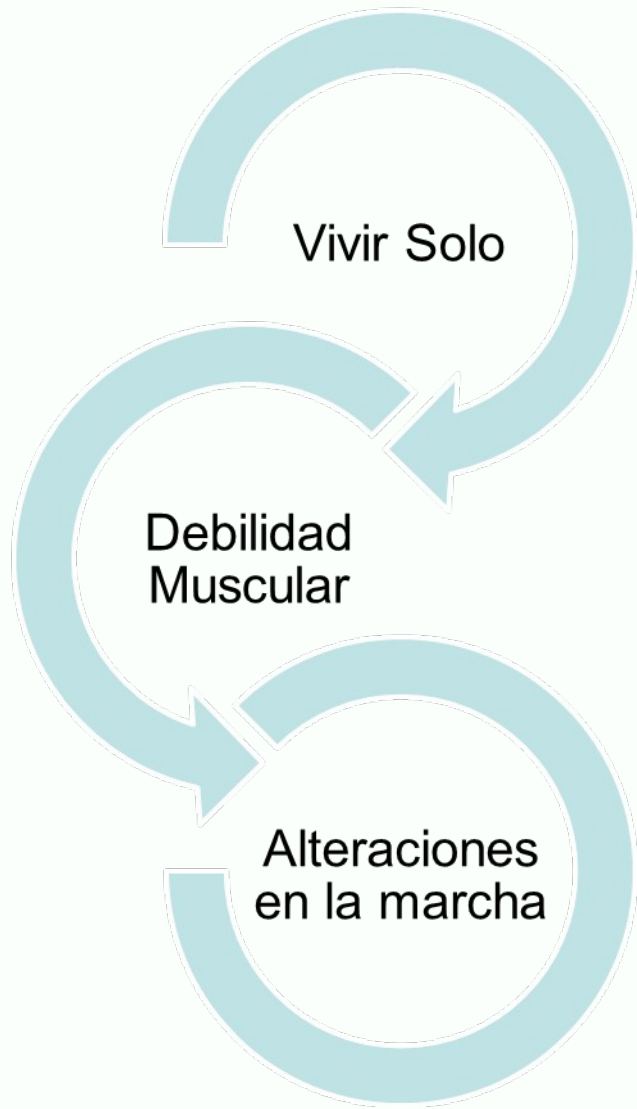 Vivir Solo
Debilidad
Muscular
Alteraciones
en la marcha